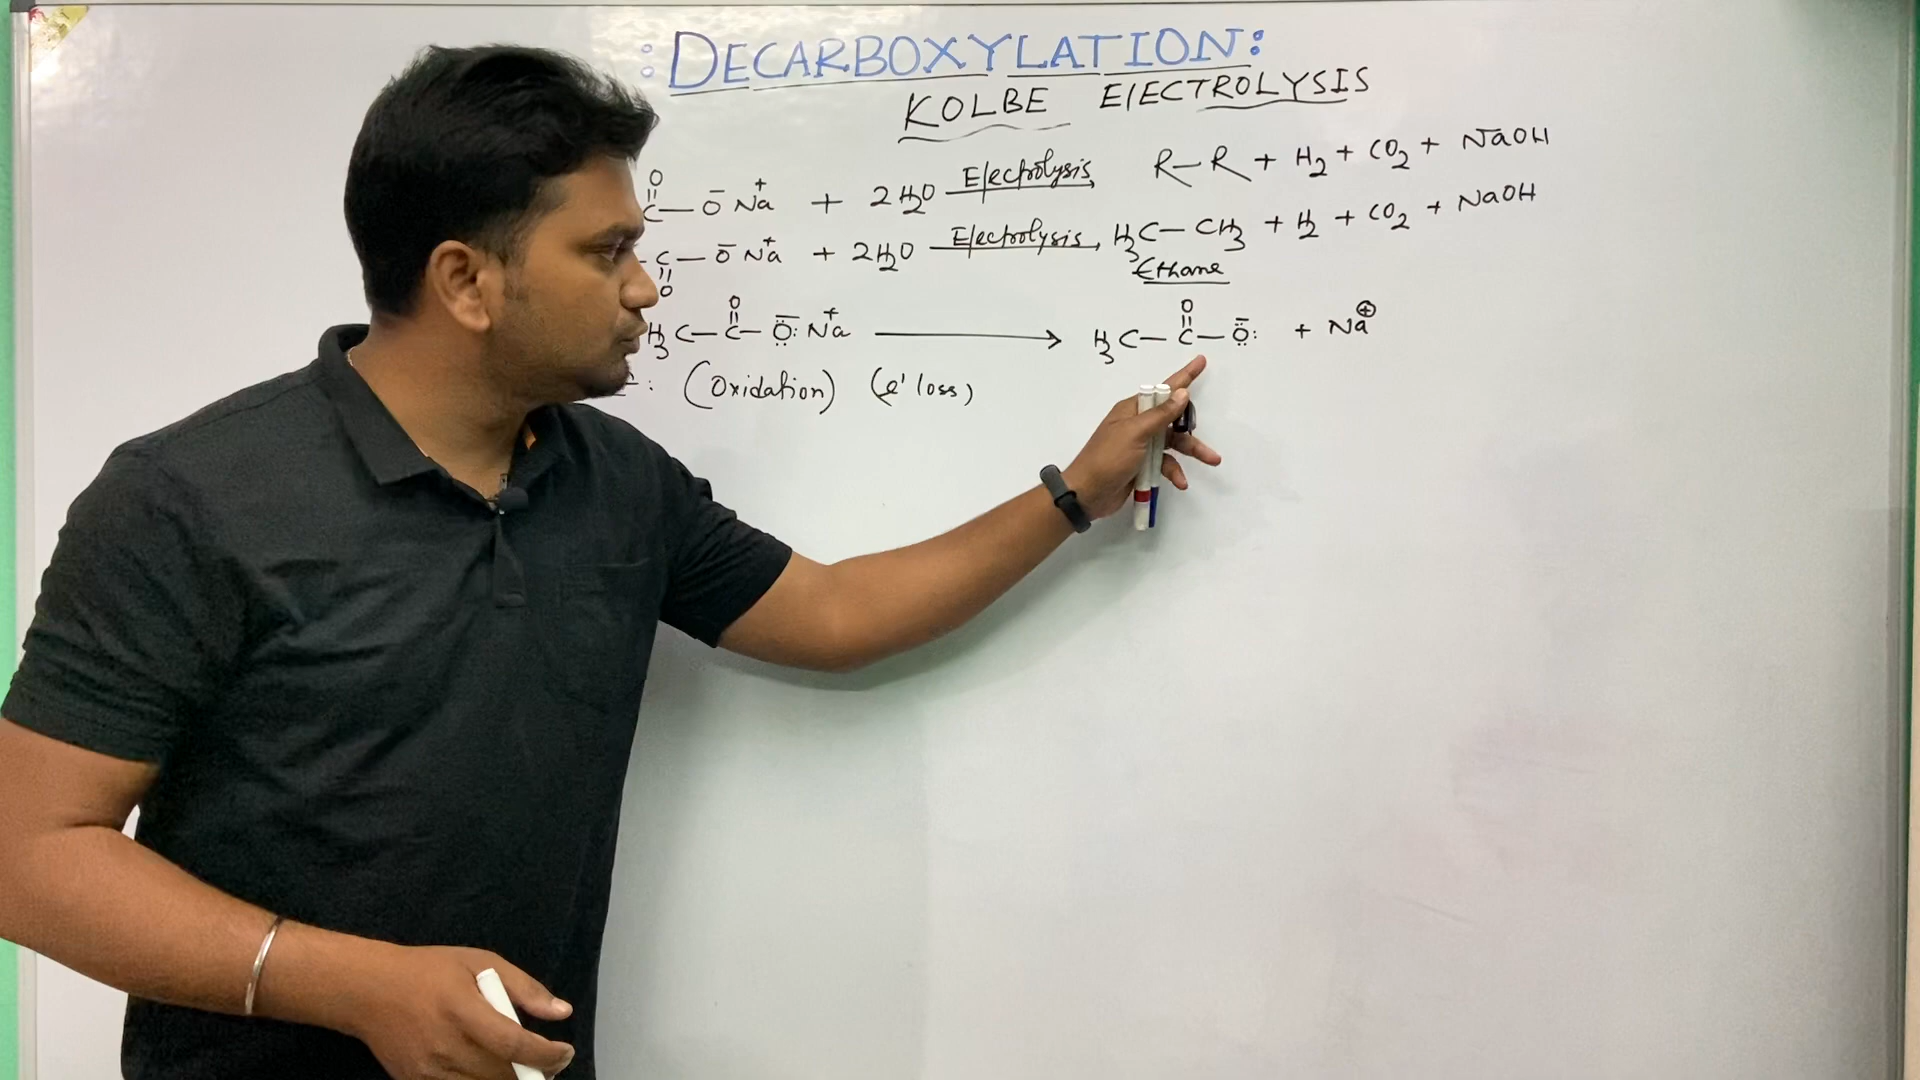 : DECARBOXYLATION:
KOLBE ElECTROLYSIS
O
||
C — O⁻ Na⁺ + 2H₂O Electrolysis R—R + H₂ + CO₂ + NaOH
- C — O⁻ Na⁺ + 2H₂O Electrolysis, H₃C — CH₃ + H₂ + CO₂ + NaOH
||
O
Ethane
O O
|| ||
H₃C — C — Ö⁻: Na⁺ ⟶ H₃C — C — Ö⁻: + Na⊕
: (Oxidation) (e' loss)